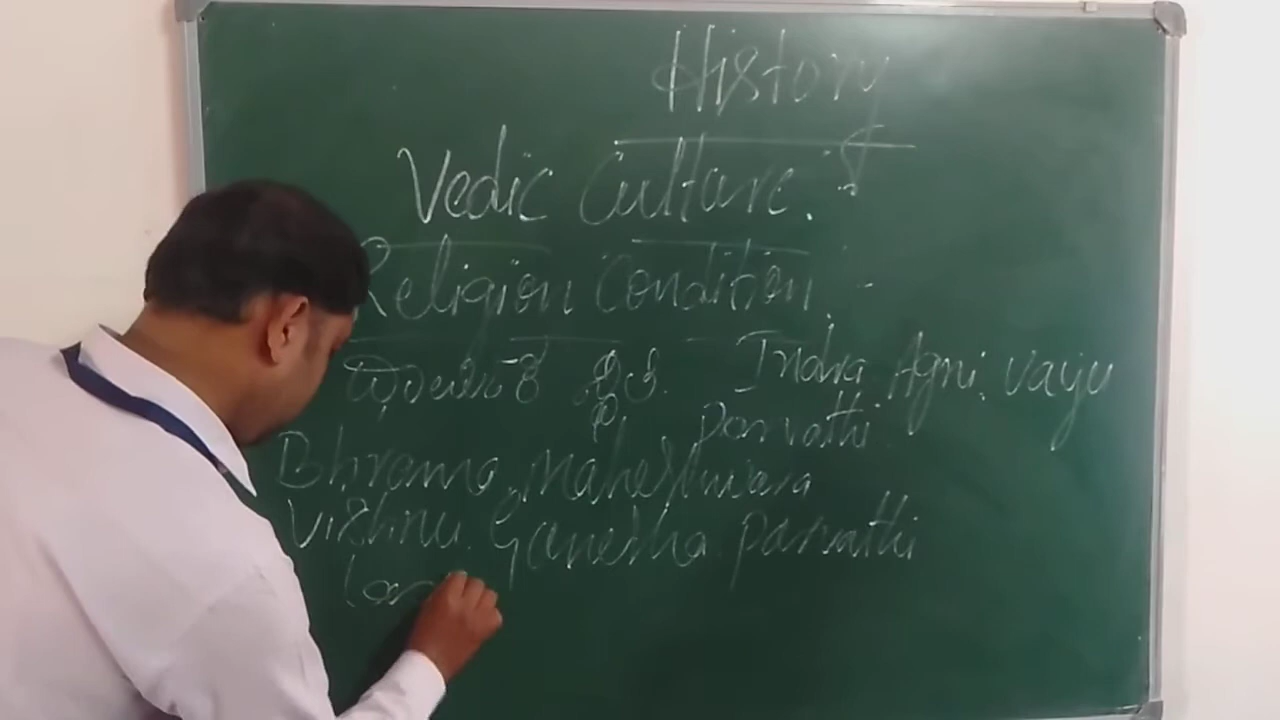 History
Vedic Culture:
Religion Condition :-
Indra, Agni, Vayu
Parvathi
Bhrama, Maheshwara
Vishnu. Ganesha Parvathi